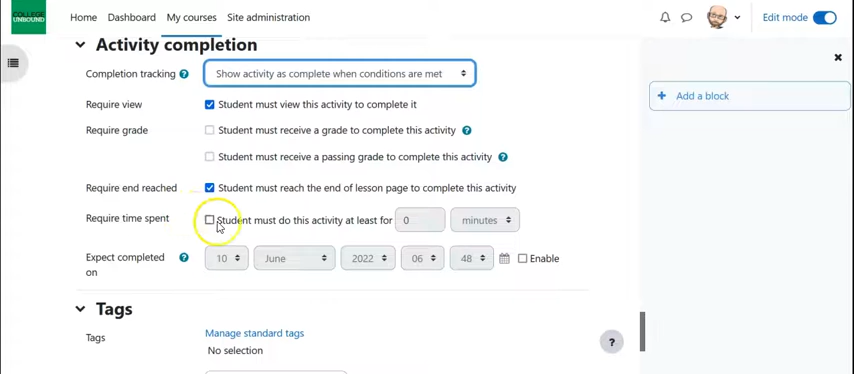 COLLEGE
UNBOUND
Home Dashboard My courses Site administration Edit mode
Activity completion
Completion tracking ? Show activity as complete when conditions are met
Require view Student must view this activity to complete it
Add a block
Require grade Student must receive a grade to complete this activity ?
Student must receive a passing grade to complete this activity ?
Require end reached Student must reach the end of lesson page to complete this activity
Require time spent Student must do this activity at least for 0 minutes
Expect completed on ? 10 June 2022 06 48 Enable
Tags
Tags Manage standard tags
No selection
?